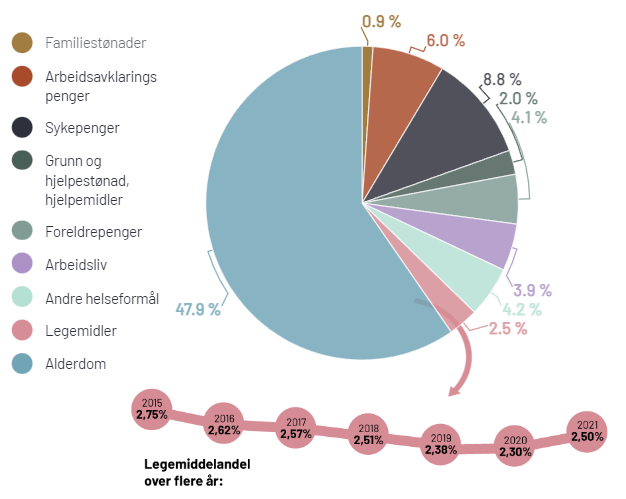 0.9 %
Familiestønader
6.0 %
Arbeidsavklarings
penger
8.8 %
2.0 %
4.1 %
Sykepenger
Grunn og
hjelpestønad,
hjelpemidler
Foreldrepenger
Arbeidsliv
Andre helseformål
Legemidler
Alderdom
3.9 %
4.2 %
2.5 %
47.9 %
2015
2,75%
2016
2,62%
2017
2,57%
2018
2,51%
2019
2,38%
2020
2,30%
2021
2,50%
Legemiddelandel
over flere år: